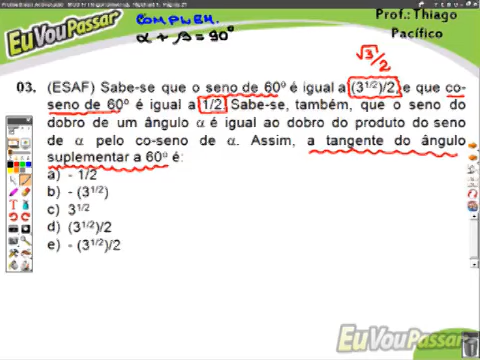 EuVouPassar
COMPLEM.
α + β = 90°
Prof.: Thiago
Pacífico
√3/2
03. (ESAF) Sabe-se que o seno de 60º é igual a (3^1/2)/2 e que co-
seno de 60º é igual a 1/2. Sabe-se, também, que o seno do
dobro de um ângulo α é igual ao dobro do produto do seno
de α pelo co-seno de α. Assim, a tangente do ângulo
suplementar a 60º é:
a) - 1/2
b) - (3^1/2)
c) 3^1/2
d) (3^1/2)/2
e) - (3^1/2)/2
EuVouPassar